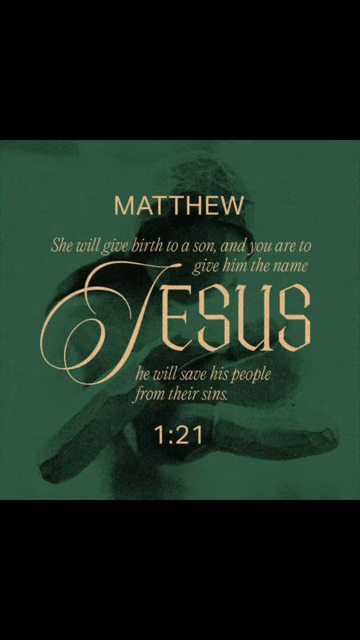 MATTHEW
She will give birth to a son, and you are to
give him the name
JESUS
he will save his people
from their sins.
1:21